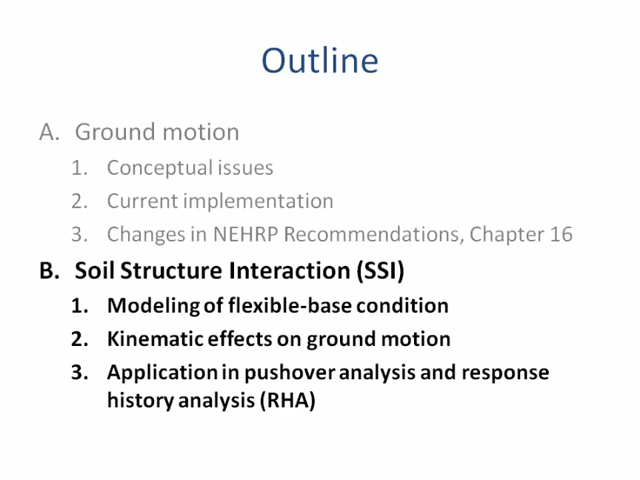 Outline
A. Ground motion
1. Conceptual issues
2. Current implementation
3. Changes in NEHRP Recommendations, Chapter 16
B. Soil Structure Interaction (SSI)
1. Modeling of flexible-base condition
2. Kinematic effects on ground motion
3. Application in pushover analysis and response
history analysis (RHA)